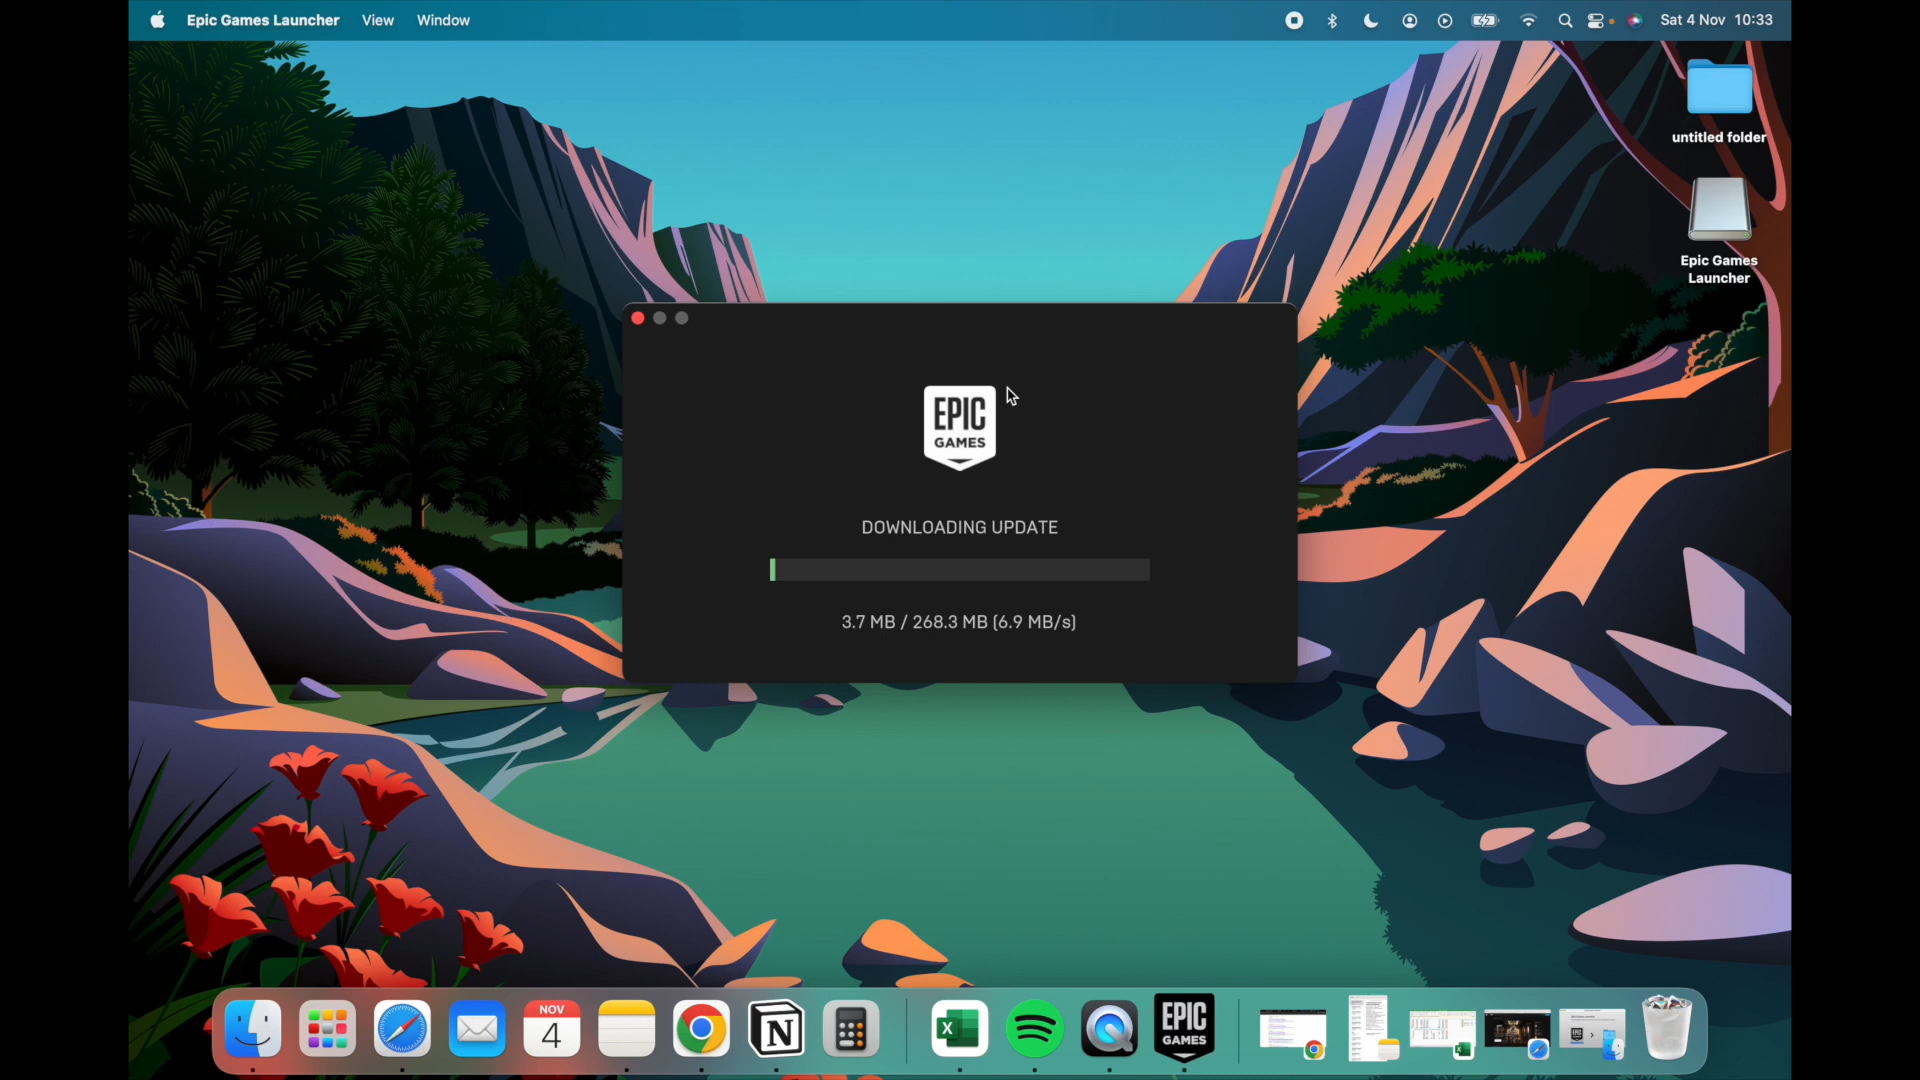 Epic Games Launcher View Window Sat 4 Nov 10:33
untitled folder
Epic Games
Launcher
EPIC
GAMES
DOWNLOADING UPDATE
3.7 MB / 268.3 MB (6.9 MB/s)
NOV
4
N
X
EPIC
GAMES